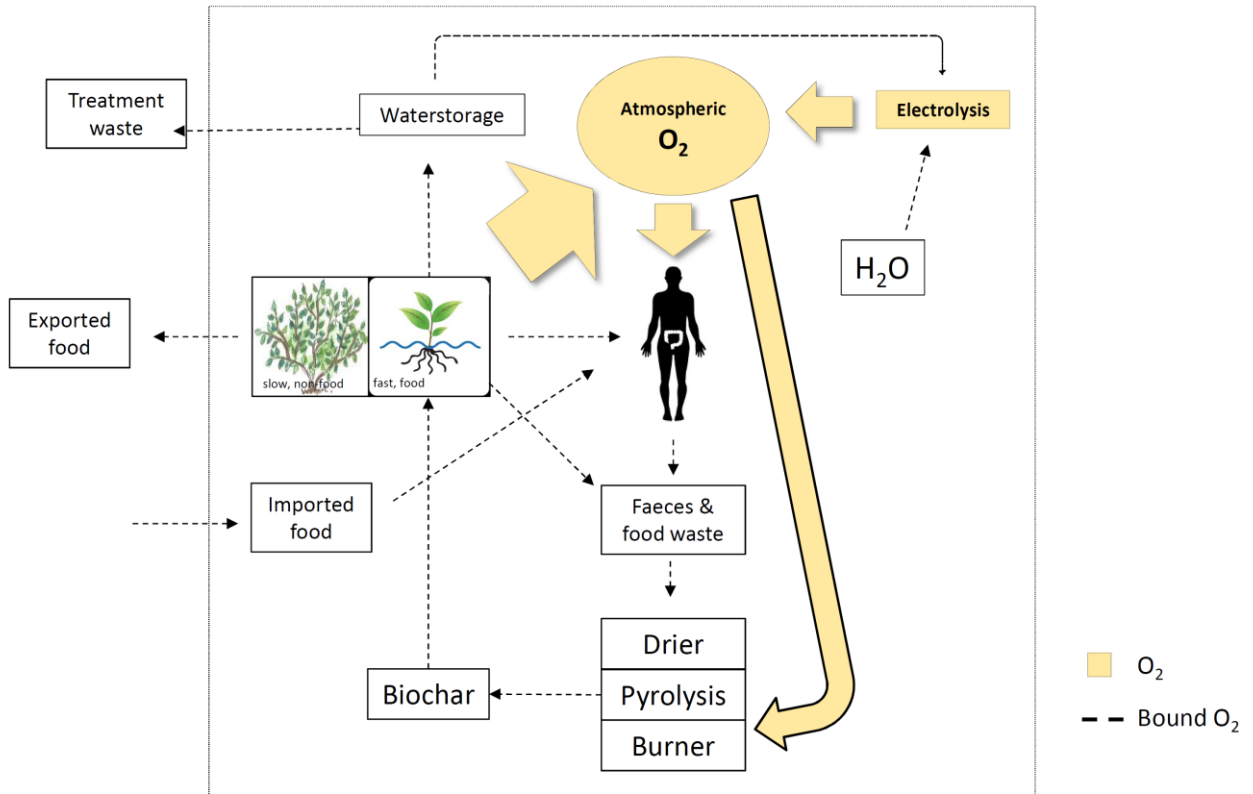 Treatment
waste
Waterstorage
Atmospheric
O₂
Electrolysis
H₂O
Exported
food
slow, non-food
fast, food
Imported
food
Faeces &
food waste
Drier
Pyrolysis
Burner
Biochar
O₂
Bound O₂